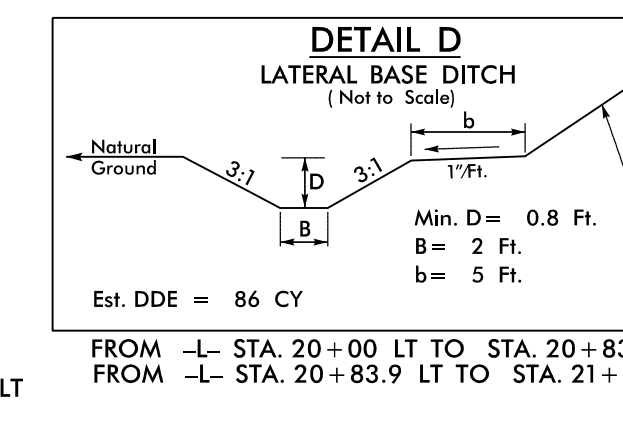 DETAIL D
LATERAL BASE DITCH
( Not to Scale)
b
Natural
Ground
3:1
D
3:1
1"/Ft.
B
Min. D = 0.8 Ft.
B = 2 Ft.
b = 5 Ft.
Est. DDE = 86 CY
FROM -L- STA. 20+00 LT TO STA. 20+83
FROM -L- STA. 20+83.9 LT TO STA. 21+
LT